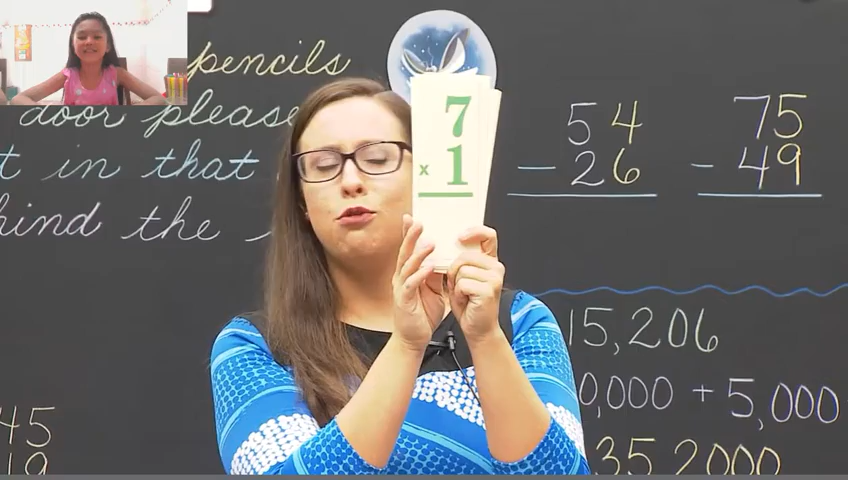 pencils
door please
in that
the
7
x 1
54
- 26
75
- 49
15,206
0,000 + 5,000
35 2000
45
19